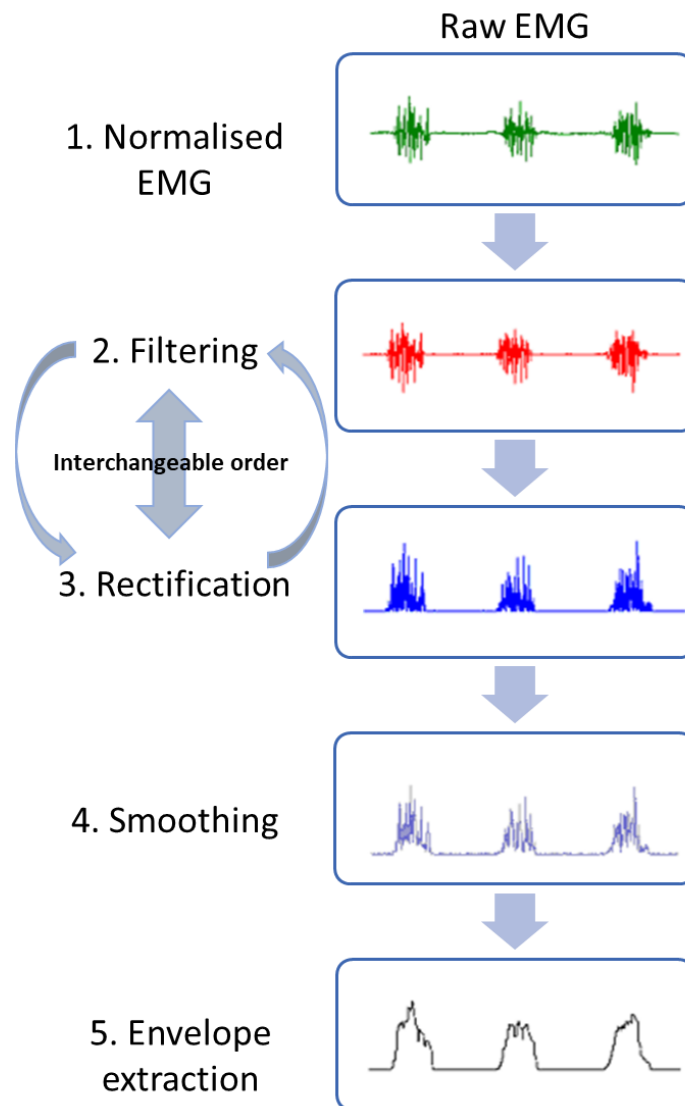 Raw EMG
1. Normalised
EMG
2. Filtering
Interchangeable order
3. Rectification
4. Smoothing
5. Envelope
extraction